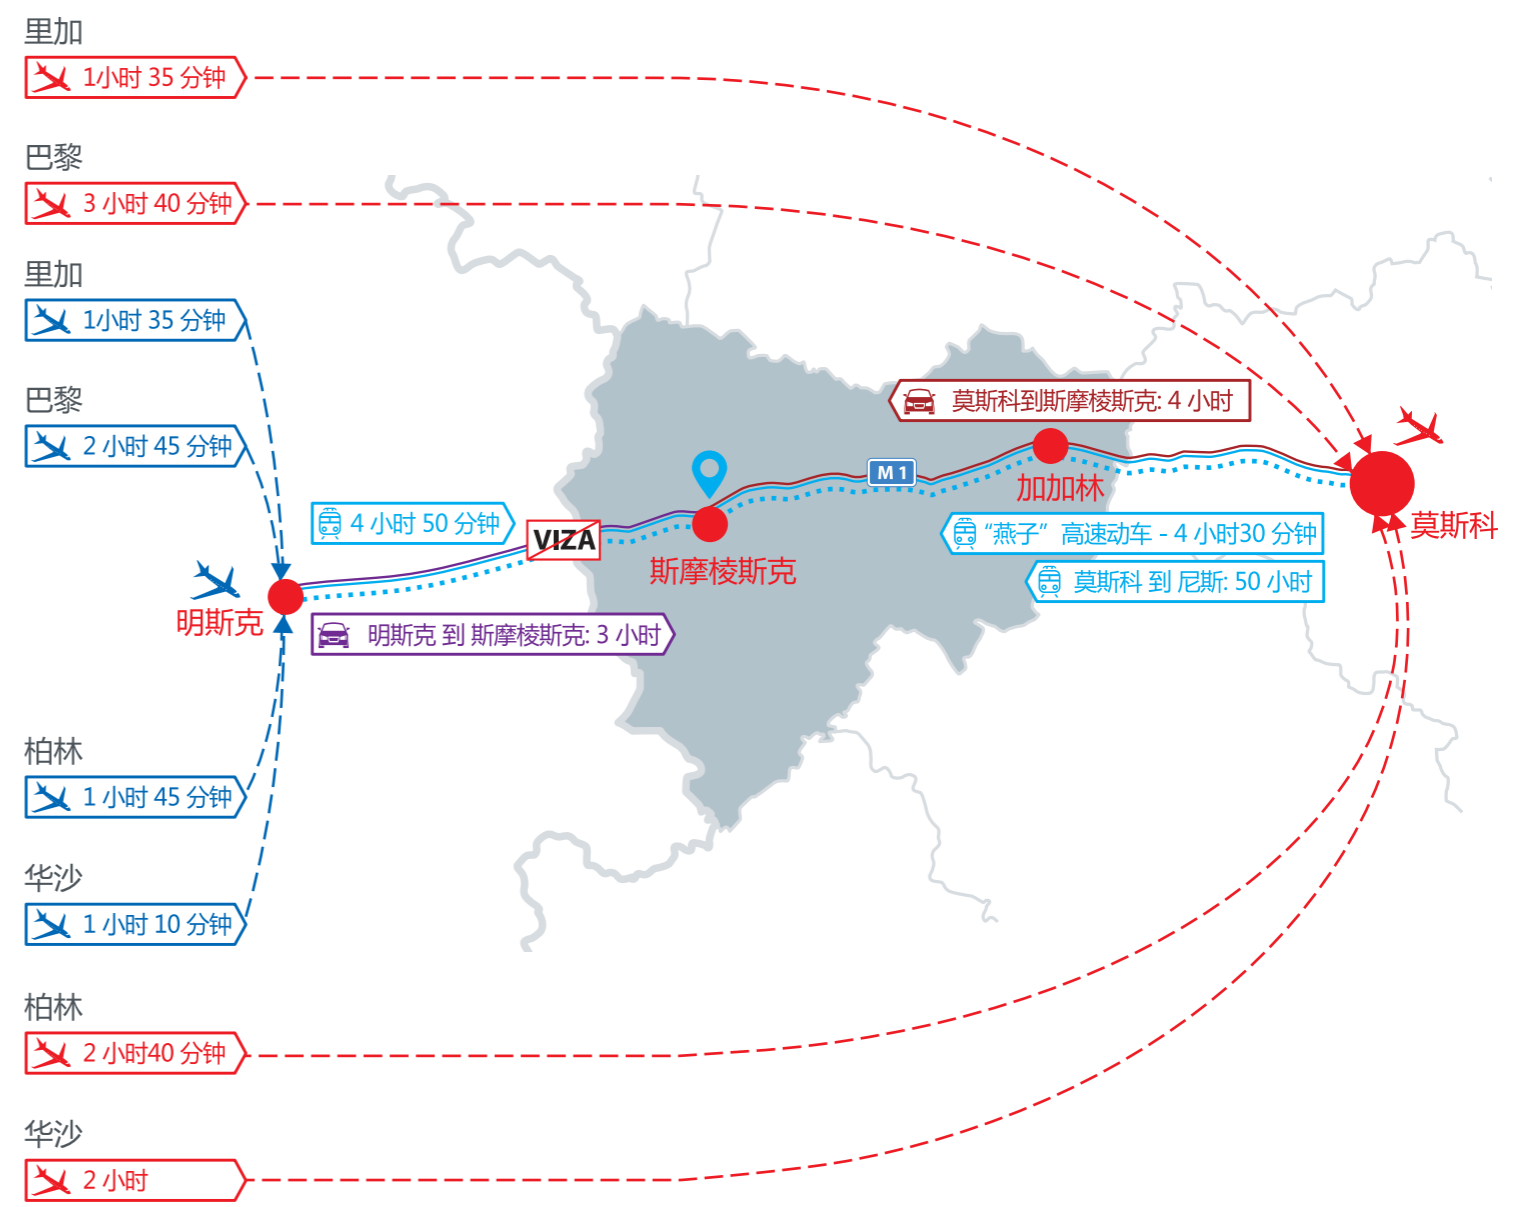 里加
1小时 35 分钟
巴黎
3 小时 40 分钟
里加
1小时 35 分钟
巴黎
2 小时 45 分钟
莫斯科到斯摩棱斯克: 4 小时
M 1
加加林
莫斯科
4 小时 50 分钟
VIZA
斯摩棱斯克
“燕子”高速动车 - 4 小时30 分钟
莫斯科 到 尼斯: 50 小时
明斯克
明斯克 到 斯摩棱斯克: 3 小时
柏林
1 小时 45 分钟
华沙
1 小时 10 分钟
柏林
2 小时40 分钟
华沙
2 小时